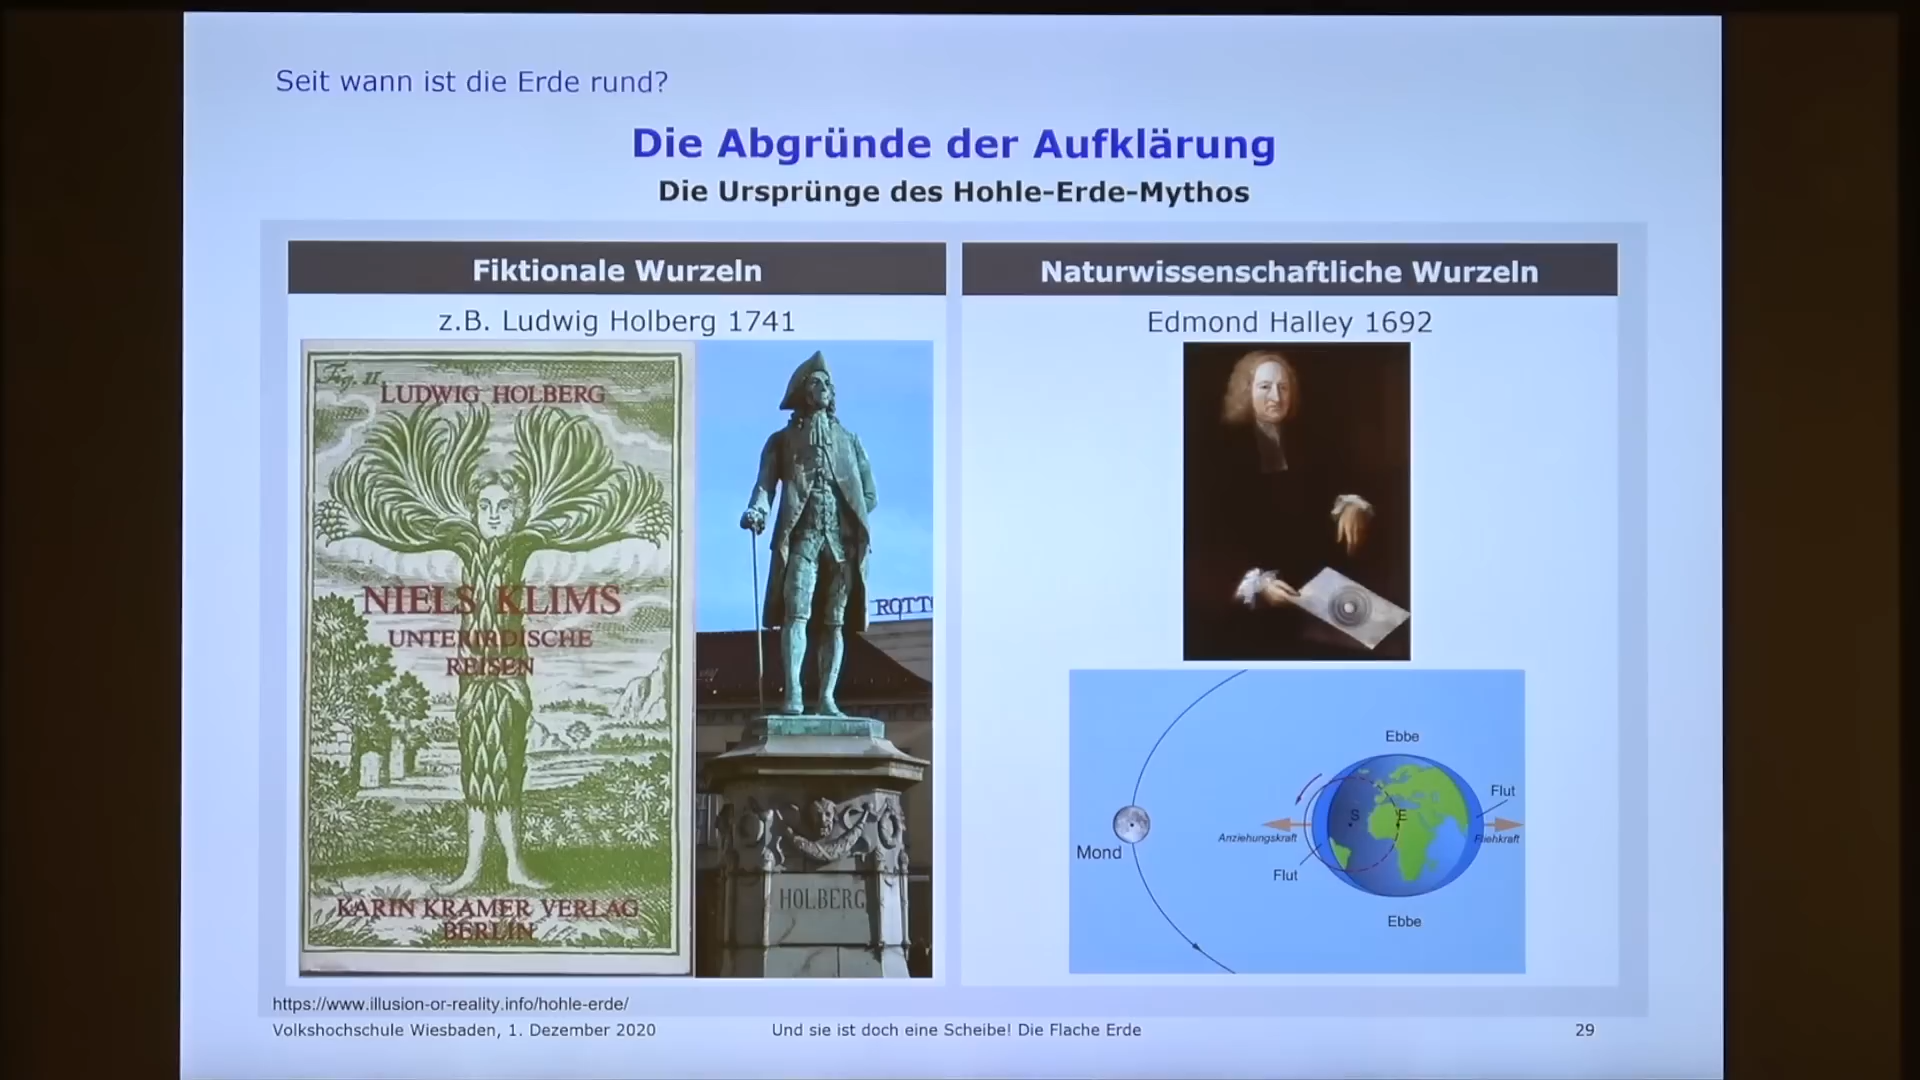 Seit wann ist die Erde rund?
Die Abgründe der Aufklärung
Die Ursprünge des Hohle-Erde-Mythos
Fiktionale Wurzeln
z.B. Ludwig Holberg 1741
Fig. II
LUDWIG HOLBERG
NIELS KLIMS
UNTERIRDISCHE
REISEN
KARIN KRAMER VERLAG
BERLIN
ROTT
HOLBERG
Naturwissenschaftliche Wurzeln
Edmond Halley 1692
Ebbe
Flut
S
E
Anziehungskraft
Fliehkraft
Mond
Flut
Ebbe
https://www.illusion-or-reality.info/hohle-erde/
Volkshochschule Wiesbaden, 1. Dezember 2020
Und sie ist doch eine Scheibe! Die Flache Erde
29